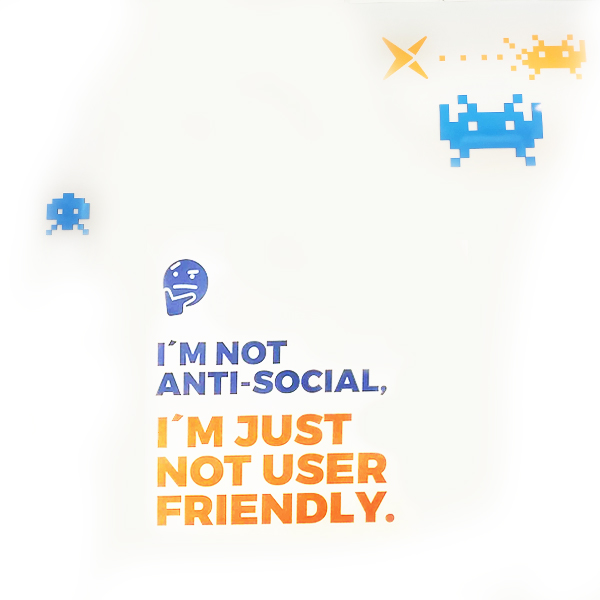 I´M NOT
ANTI-SOCIAL,
I´M JUST
NOT USER
FRIENDLY.